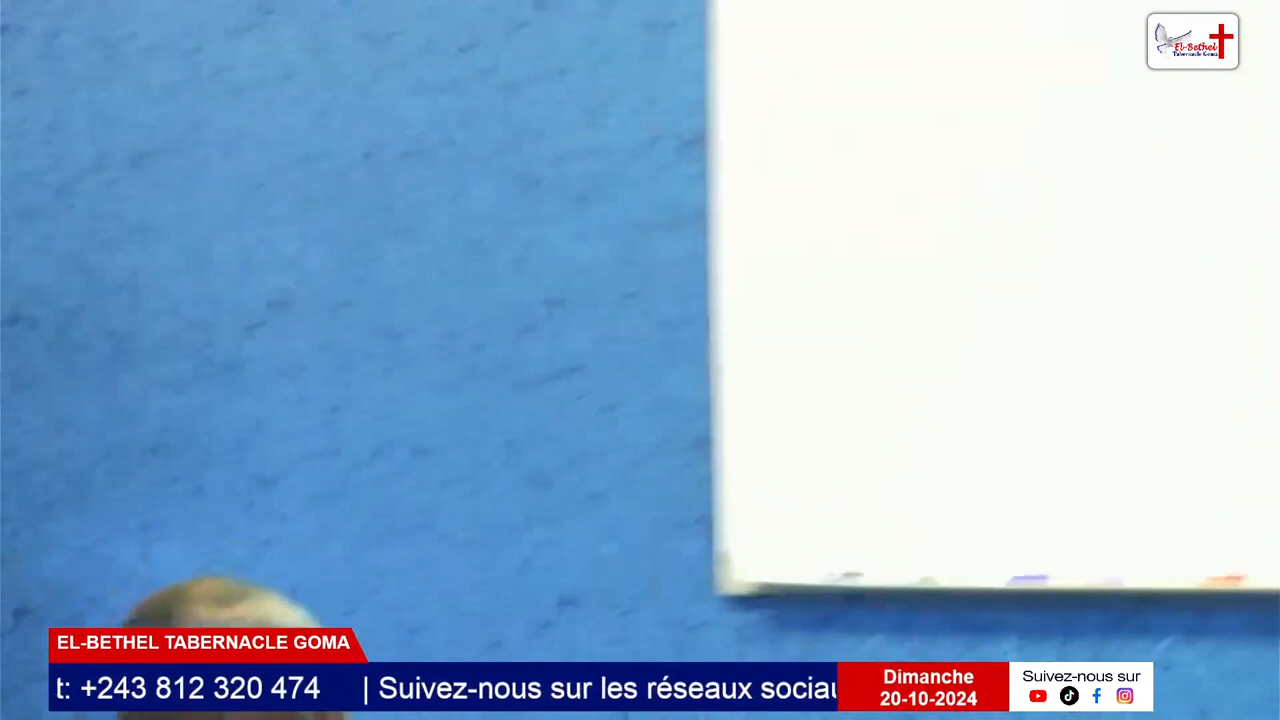 El-Bethel
Tabernacle Goma
EL-BETHEL TABERNACLE GOMA
t: +243 812 320 474 | Suivez-nous sur les réseaux sociau
Dimanche
20-10-2024
Suivez-nous sur